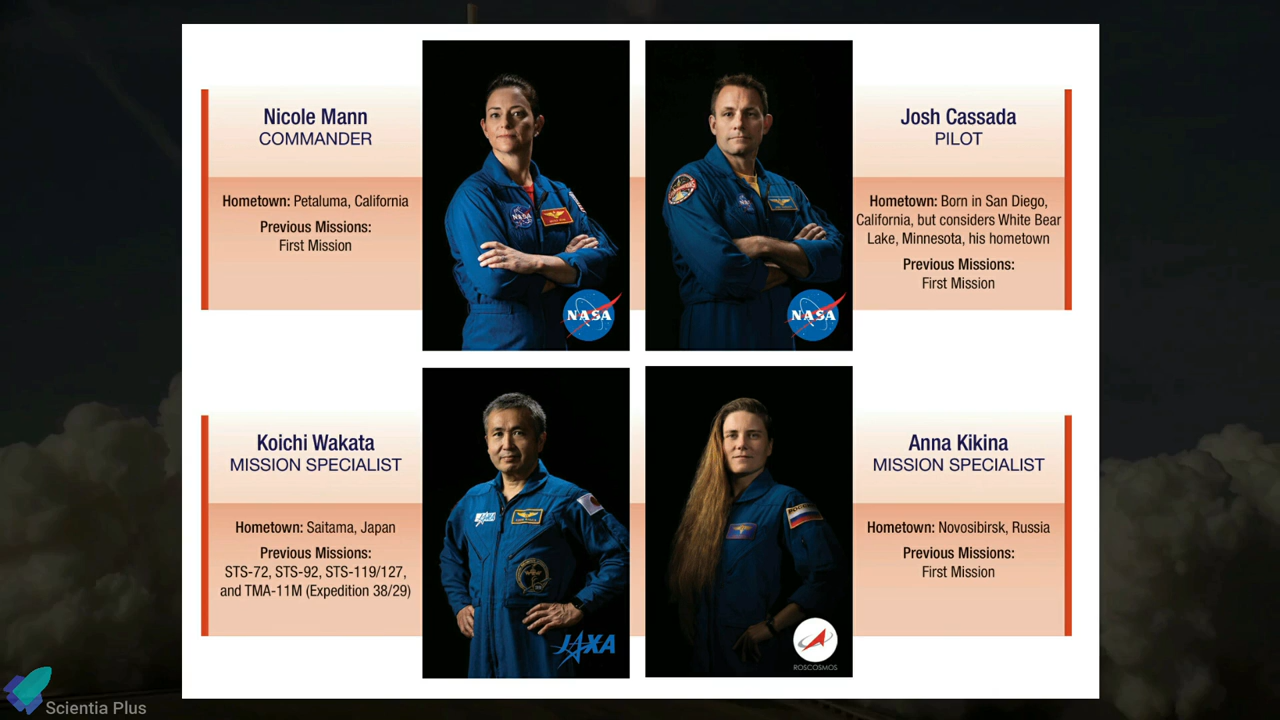 Nicole Mann
COMMANDER
Hometown: Petaluma, California
Previous Missions:
First Mission
NASA
NASA
Josh Cassada
PILOT
Hometown: Born in San Diego,
California, but considers White Bear
Lake, Minnesota, his hometown
Previous Missions:
First Mission
NASA
NASA
Koichi Wakata
MISSION SPECIALIST
Hometown: Saitama, Japan
Previous Missions:
STS-72, STS-92, STS-119/127,
and TMA-11M (Expedition 38/29)
JAXA
JAXA
Anna Kikina
MISSION SPECIALIST
Hometown: Novosibirsk, Russia
Previous Missions:
First Mission
ROSCOSMOS
Scientia Plus